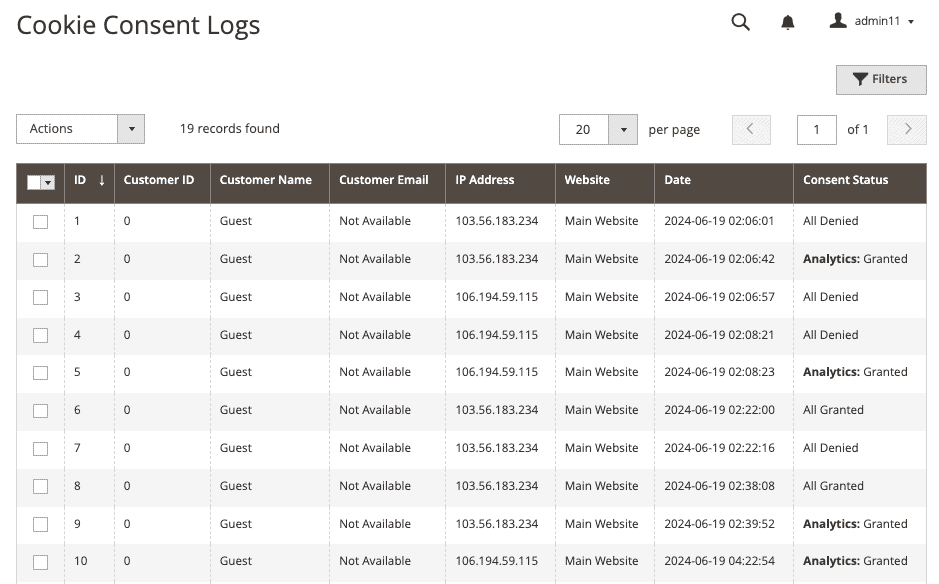 Cookie Consent Logs
admin11
Filters
Actions 19 records found 20 per page 1 of 1
ID ↓ Customer ID Customer Name Customer Email IP Address Website Date Consent Status
1 0 Guest Not Available 103.56.183.234 Main Website 2024-06-19 02:06:01 All Denied
2 0 Guest Not Available 103.56.183.234 Main Website 2024-06-19 02:06:42 Analytics: Granted
3 0 Guest Not Available 106.194.59.115 Main Website 2024-06-19 02:06:57 All Denied
4 0 Guest Not Available 106.194.59.115 Main Website 2024-06-19 02:08:21 All Denied
5 0 Guest Not Available 106.194.59.115 Main Website 2024-06-19 02:08:23 Analytics: Granted
6 0 Guest Not Available 103.56.183.234 Main Website 2024-06-19 02:22:00 All Granted
7 0 Guest Not Available 103.56.183.234 Main Website 2024-06-19 02:22:16 All Denied
8 0 Guest Not Available 103.56.183.234 Main Website 2024-06-19 02:38:08 All Granted
9 0 Guest Not Available 103.56.183.234 Main Website 2024-06-19 02:39:52 Analytics: Granted
10 0 Guest Not Available 106.194.59.115 Main Website 2024-06-19 04:22:54 Analytics: Granted